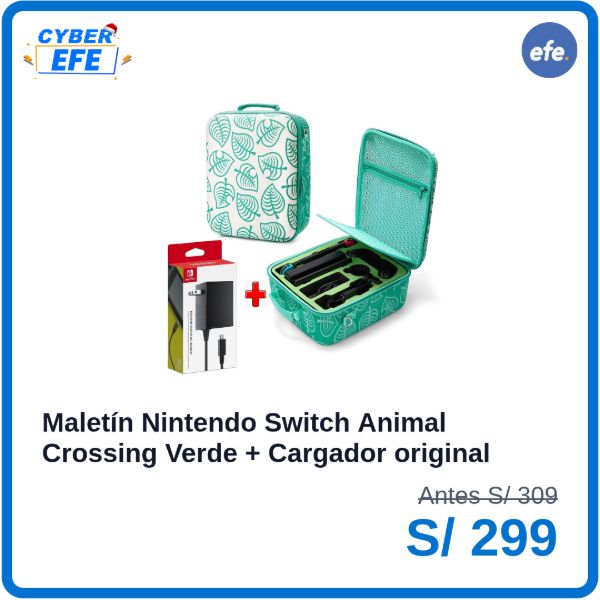 CYBER
EFE
efe.
Maletín Nintendo Switch Animal
Crossing Verde + Cargador original
Antes S/ 309
S/ 299